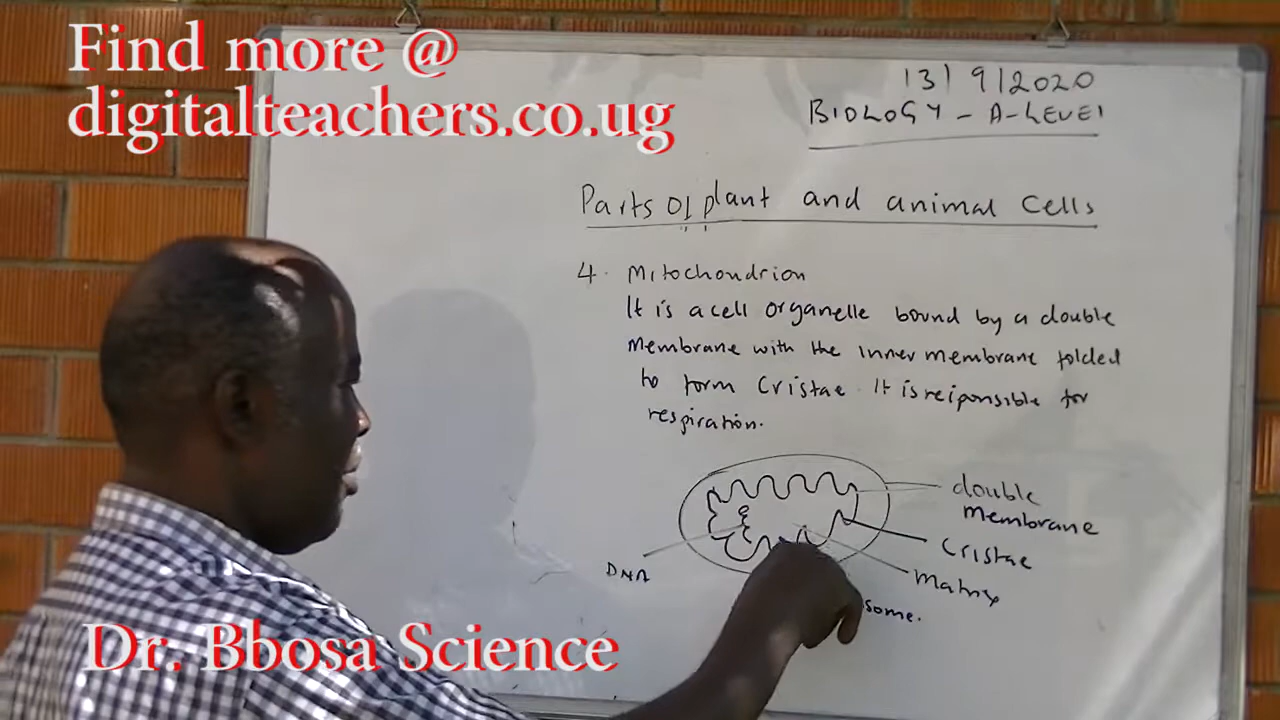 Find more @
digitalteachers.co.ug
13/9/2020
BIOLOGY - A-LEVEL
Parts of plant and animal Cells
4. Mitochondrion
It is a cell organelle bound by a double
membrane with the inner membrane folded
to form Cristae. It is responsible for
respiration.
double
membrane
Cristae
Matrix
DNA
some.
Dr. Bbosa Science